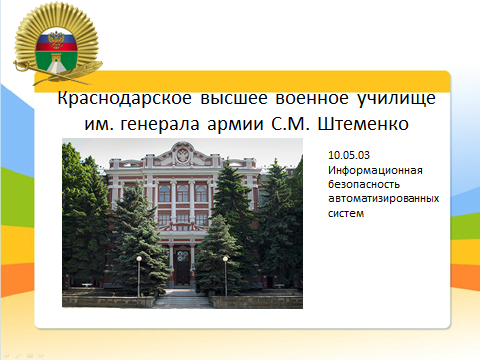 Краснодарское высшее военное училище
им. генерала армии С.М. Штеменко
10.05.03
Информационная
безопасность
автоматизированных
систем